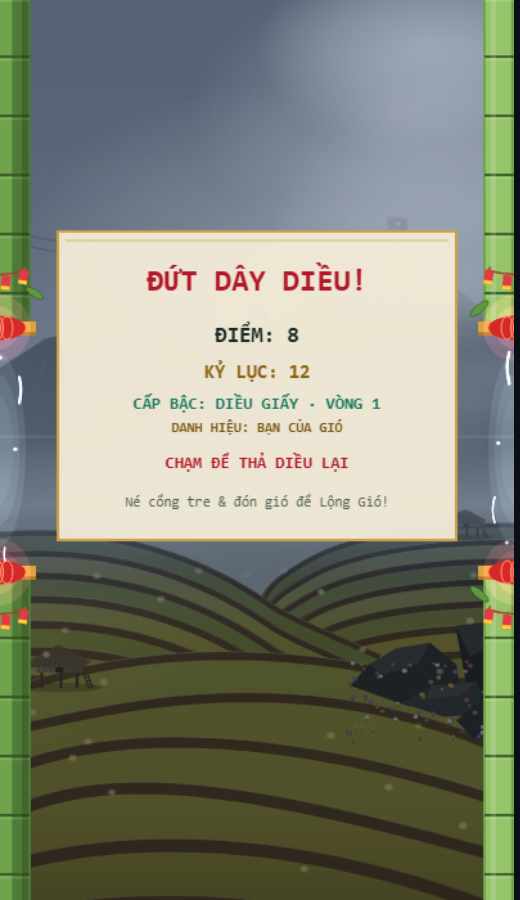 ĐỨT DÂY DIỀU!
ĐIỂM: 8
KỶ LỤC: 12
CẤP BẬC: DIỀU GIẤY · VÒNG 1
DANH HIỆU: BẠN CỦA GIÓ
CHẠM ĐỂ THẢ DIỀU LẠI
Né cổng tre & đón gió để Lộng Gió!